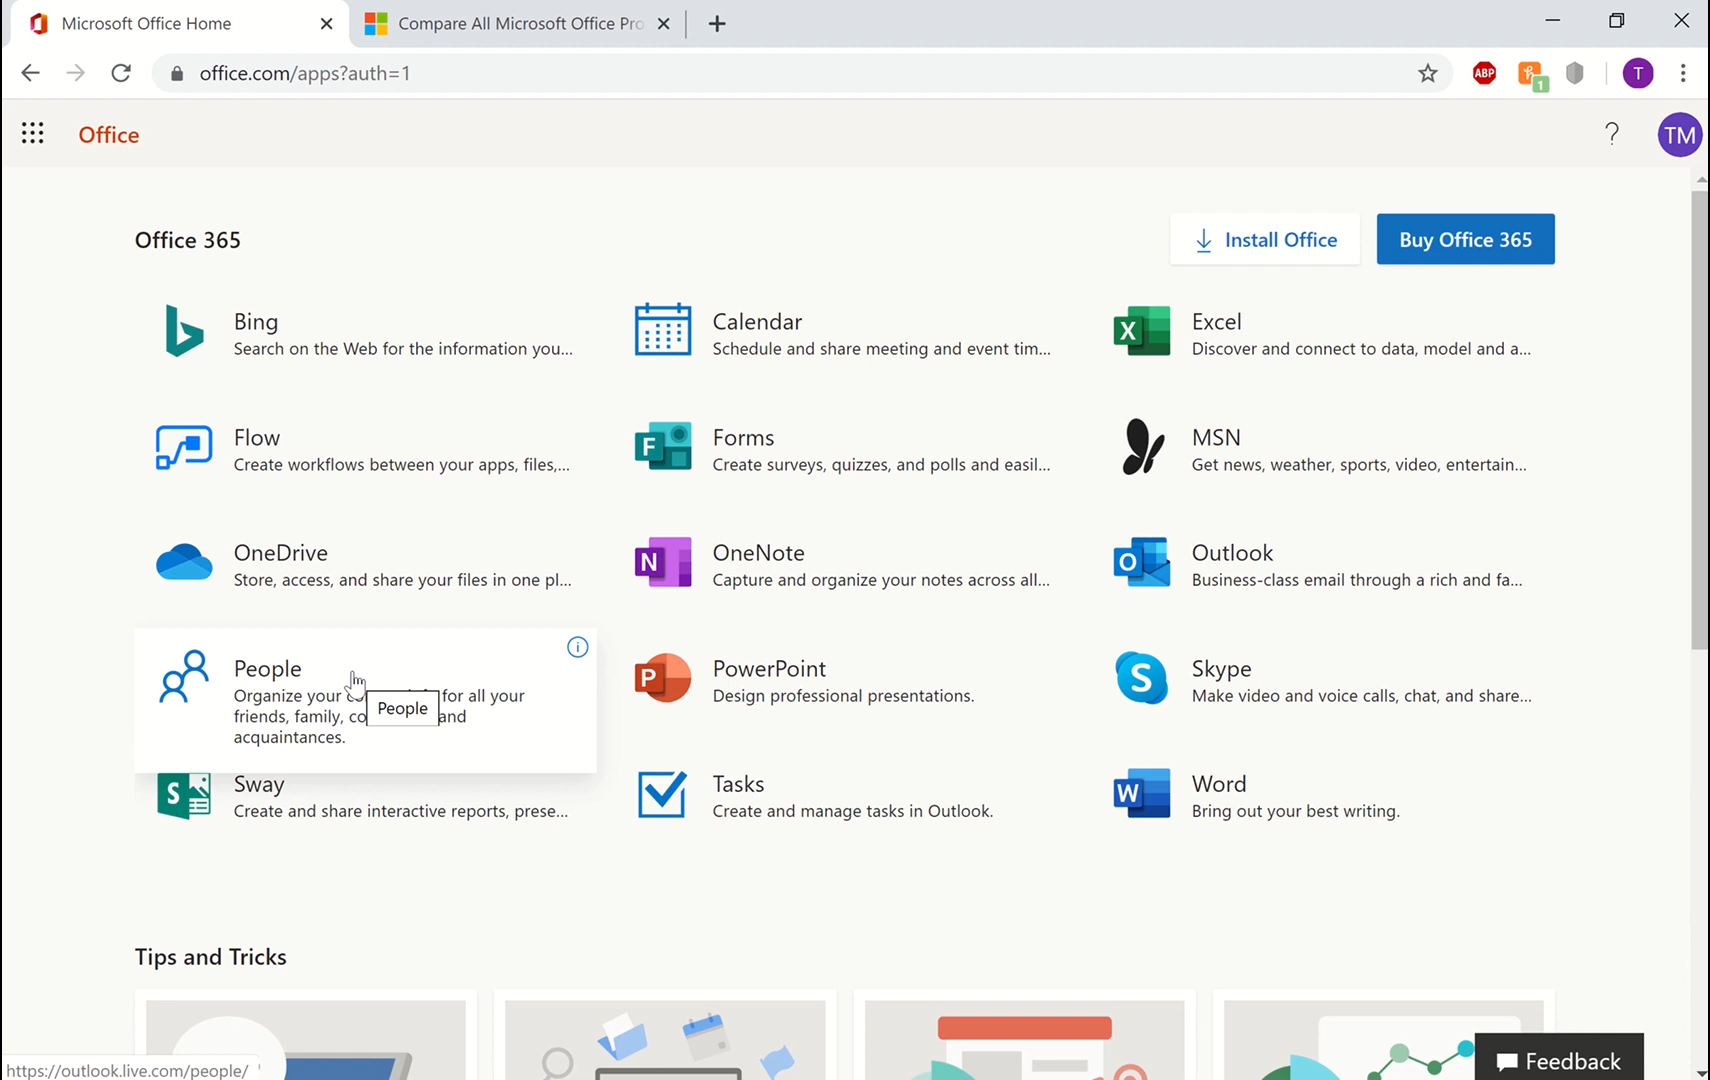 Microsoft Office Home
Compare All Microsoft Office Pro
office.com/apps?auth=1
ABP
1
T
Office
?
TM
Office 365
Install Office
Buy Office 365
Bing
Search on the Web for the information you...
Calendar
Schedule and share meeting and event tim...
X
Excel
Discover and connect to data, model and a...
Flow
Create workflows between your apps, files,...
F
Forms
Create surveys, quizzes, and polls and easil...
MSN
Get news, weather, sports, video, entertain...
OneDrive
Store, access, and share your files in one pl...
N
OneNote
Capture and organize your notes across all...
O
Outlook
Business-class email through a rich and fa...
i
People
Organize your for all your
friends, family, and
acquaintances.
People
P
PowerPoint
Design professional presentations.
S
Skype
Make video and voice calls, chat, and share...
S
Sway
Create and share interactive reports, prese...
Tasks
Create and manage tasks in Outlook.
W
Word
Bring out your best writing.
Tips and Tricks
Feedback
https://outlook.live.com/people/